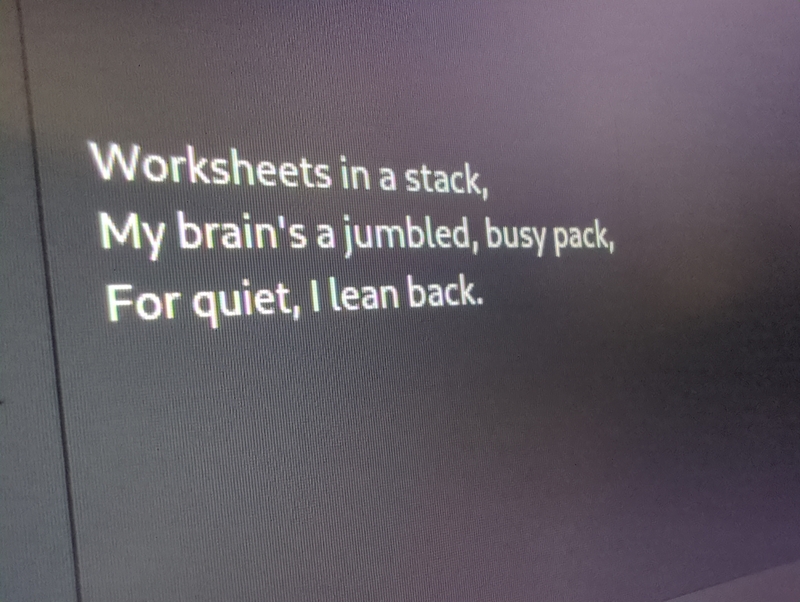 Worksheets in a stack,
My brain's a jumbled, busy pack,
For quiet, I lean back.